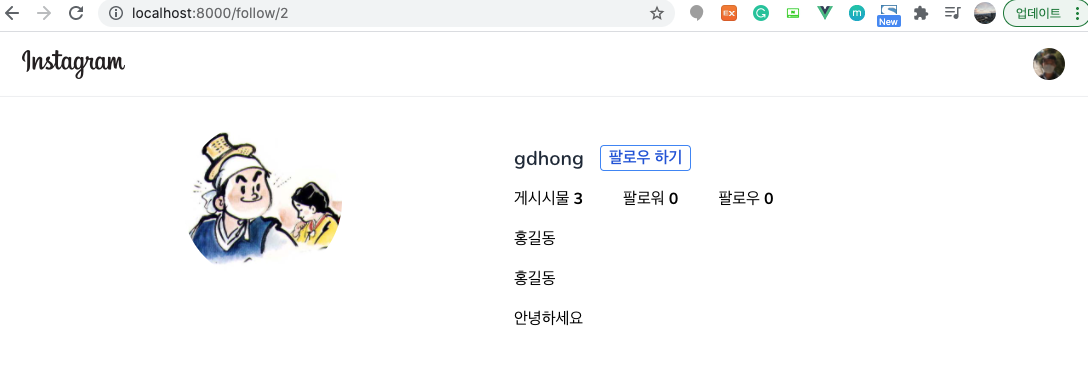 localhost:8000/follow/2
EX
G
m
New
업데이트
Instagram
gdhong 팔로우 하기
게시시물 3 팔로워 0 팔로우 0
홍길동
홍길동
안녕하세요